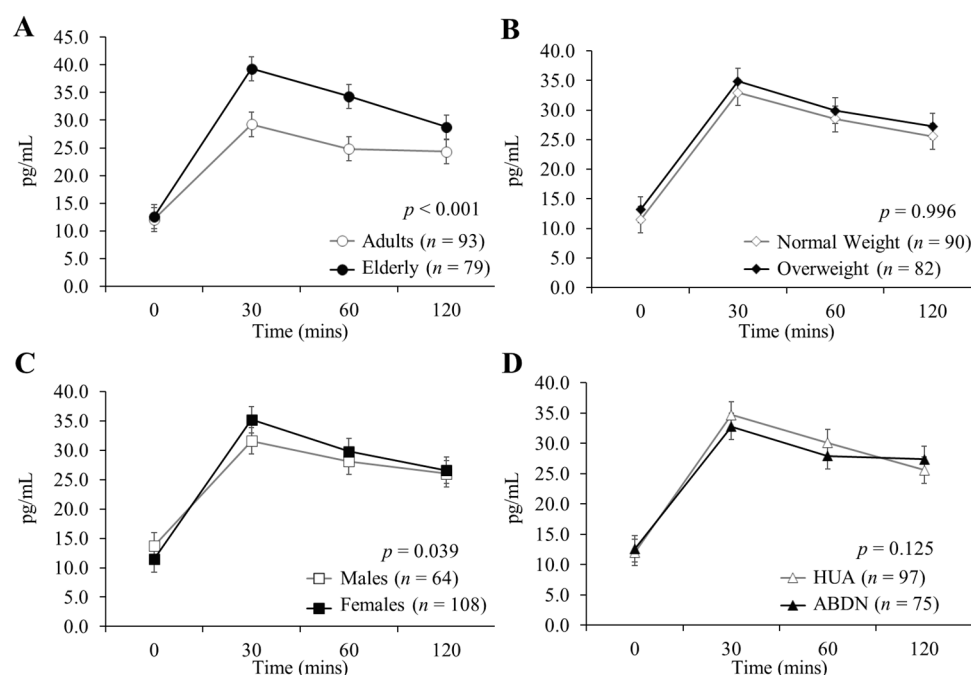 A
45.0
40.0
35.0
30.0
25.0
20.0
15.0
10.0
5.0
0.0
pg/mL
p < 0.001
Adults (n = 93)
Elderly (n = 79)
0 30 60 120
Time (mins)
B
40.0
35.0
30.0
25.0
20.0
15.0
10.0
5.0
0.0
pg/mL
p = 0.996
Normal Weight (n = 90)
Overweight (n = 82)
0 30 60 120
Time (mins)
C
40.0
35.0
30.0
25.0
20.0
15.0
10.0
5.0
0.0
pg/mL
p = 0.039
Males (n = 64)
Females (n = 108)
0 30 60 120
Time (mins)
D
40.0
35.0
30.0
25.0
20.0
15.0
10.0
5.0
0.0
pg/mL
p = 0.125
HUA (n = 97)
ABDN (n = 75)
0 30 60 120
Time (mins)